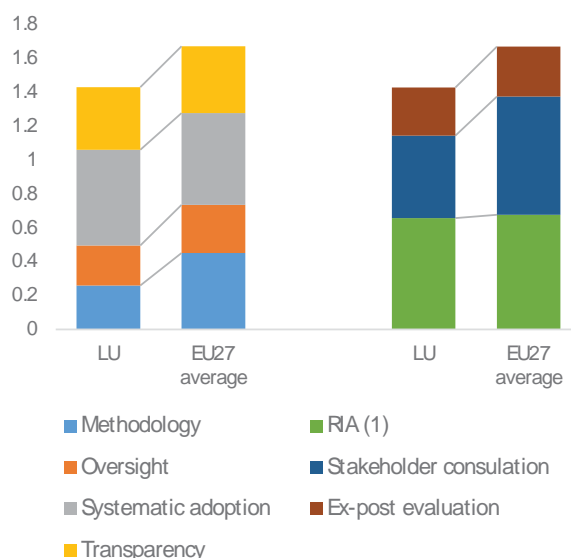 1.8
1.6
1.4
1.2
1
0.8
0.6
0.4
0.2
0
LU
EU27
average
LU
EU27
average
Methodology
RIA (1)
Oversight
Stakeholder consulation
Systematic adoption
Ex-post evaluation
Transparency